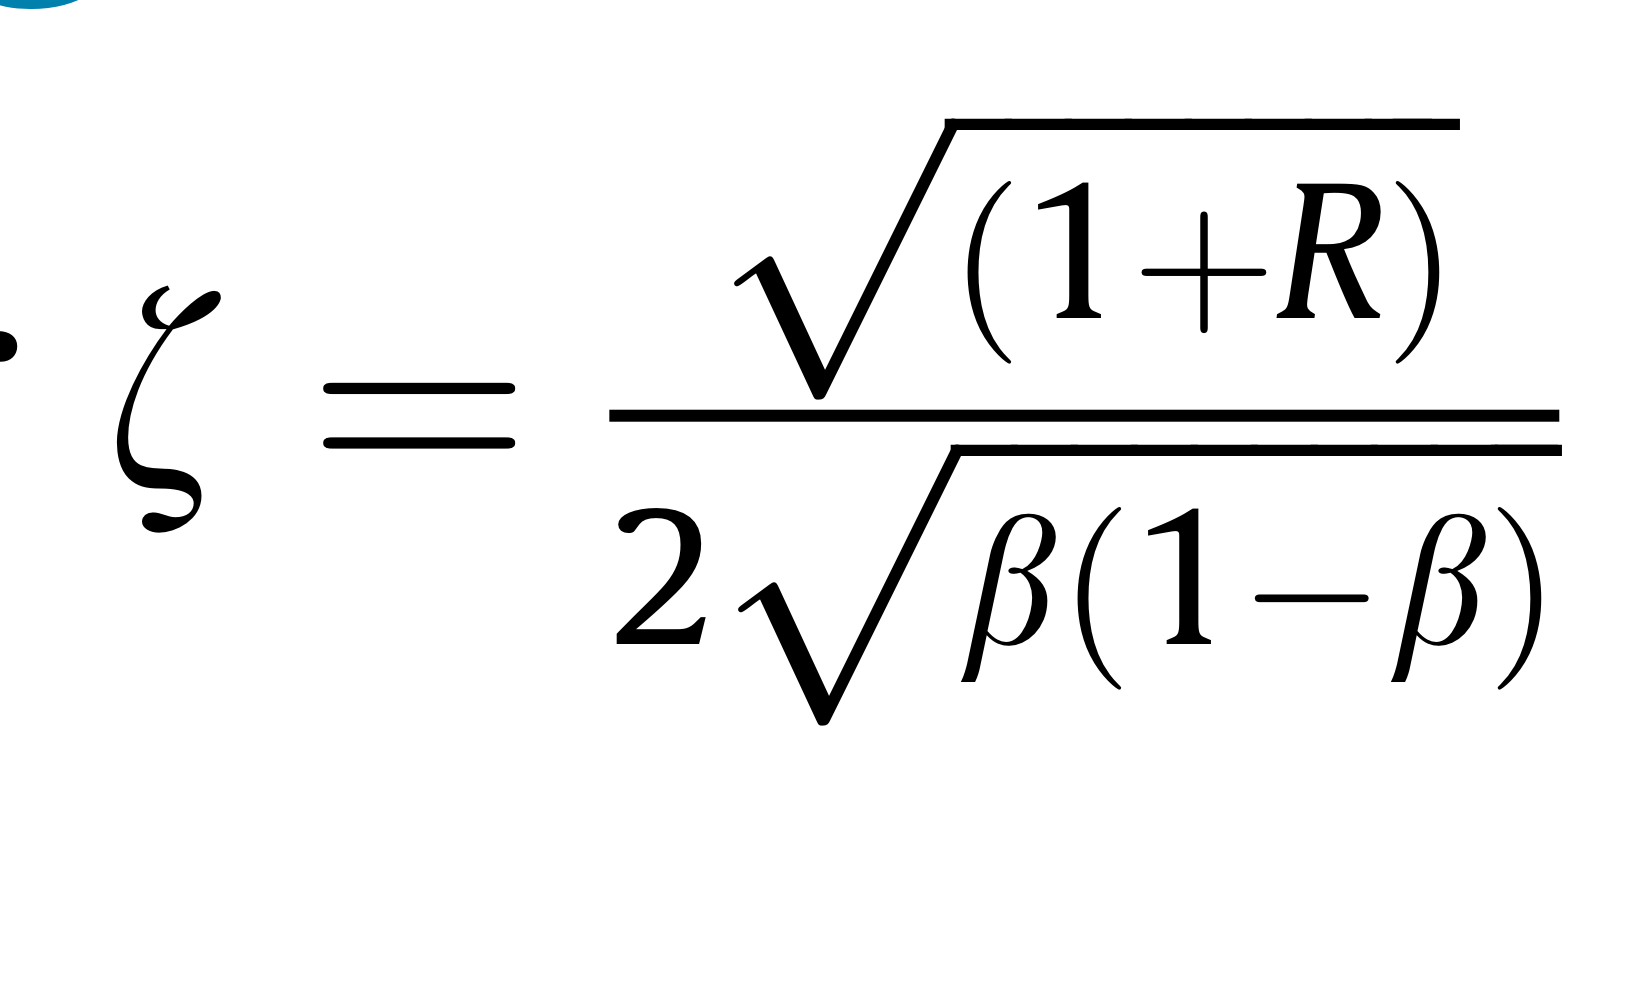 ζ = √(1+R) / 2√β(1−β)